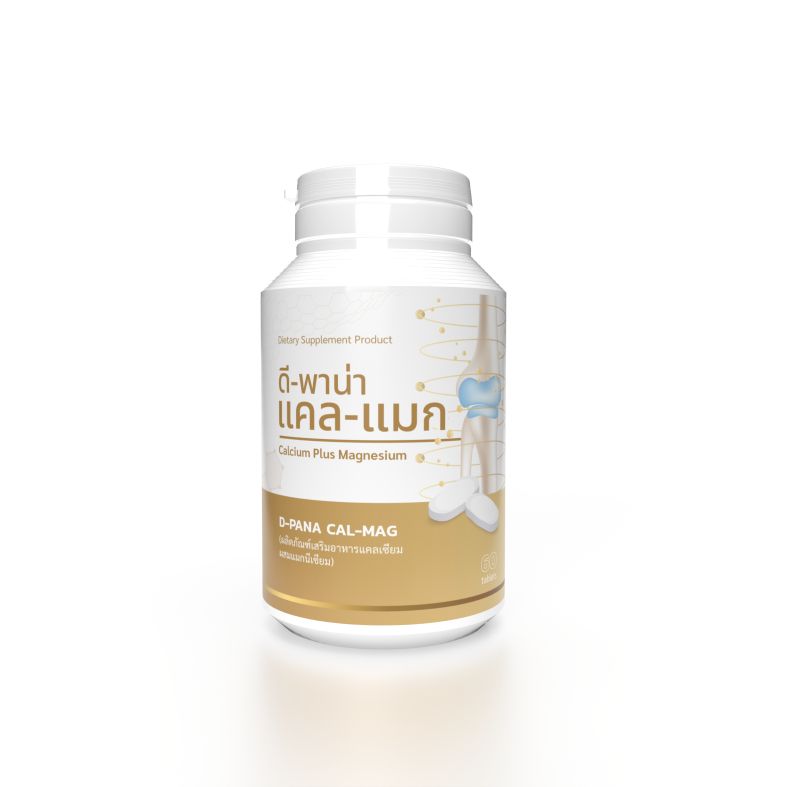 Dietary Supplement Product
ดี-พาน่า
แคล-แมก
Calcium Plus Magnesium
D-PANA CAL-MAG
(ผลิตภัณฑ์เสริมอาหารแคลเซียม
ผสมแมกนีเซียม)
60
tablets